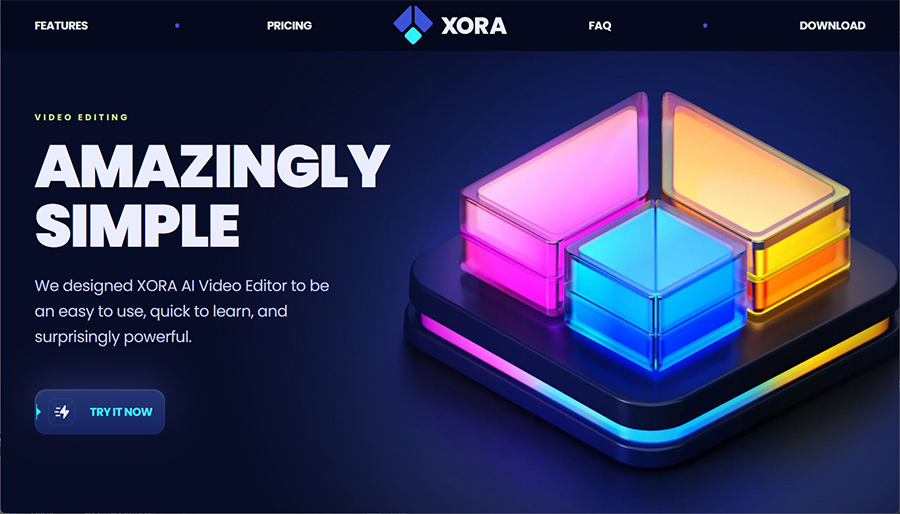 FEATURES
PRICING
XORA
FAQ
DOWNLOAD
VIDEO EDITING
AMAZINGLY
SIMPLE
We designed XORA AI Video Editor to be
an easy to use, quick to learn, and
surprisingly powerful.
TRY IT NOW